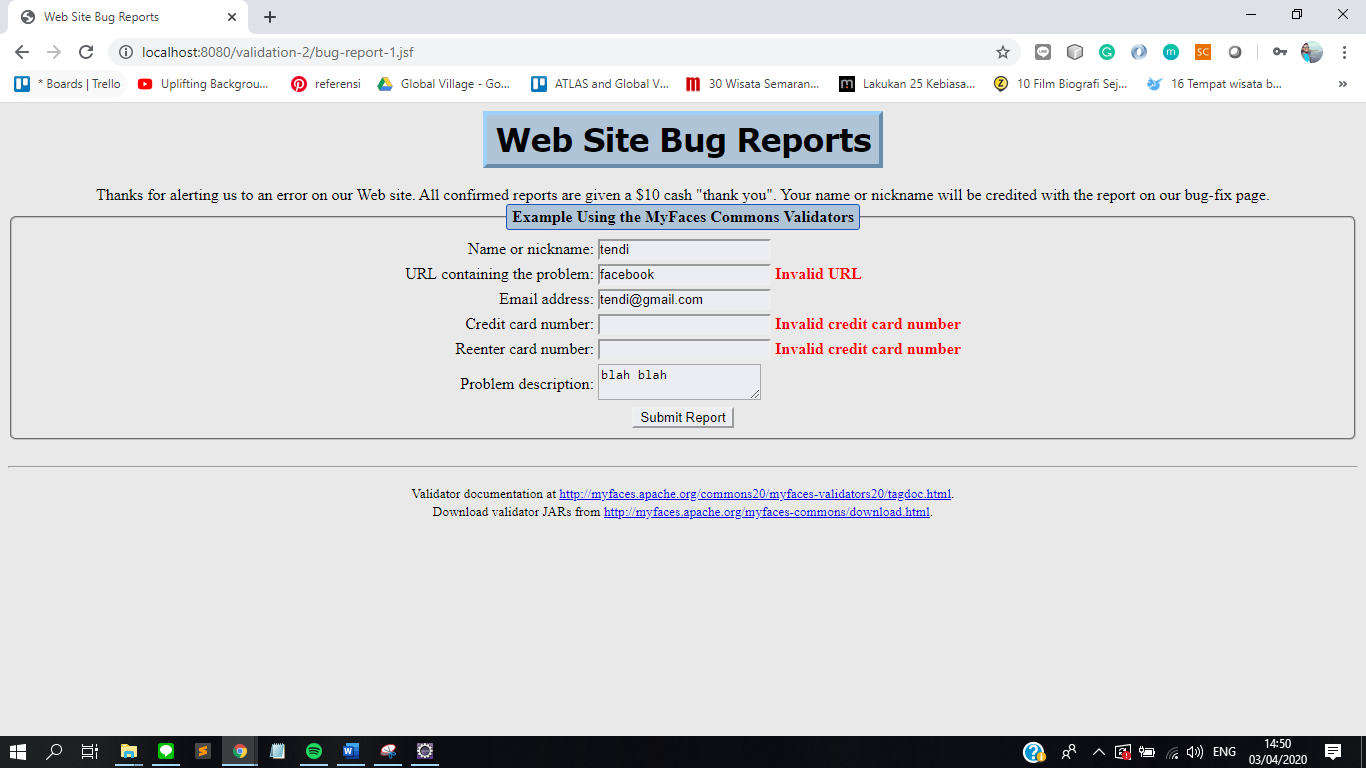 Web Site Bug Reports
localhost:8080/validation-2/bug-report-1.jsf
* Boards | Trello
Uplifting Backgrou...
referensi
Global Village - Go...
ATLAS and Global V...
30 Wisata Semaran...
Lakukan 25 Kebiasa...
10 Film Biografi Sej...
16 Tempat wisata b...
»
Web Site Bug Reports
Thanks for alerting us to an error on our Web site. All confirmed reports are given a $10 cash "thank you". Your name or nickname will be credited with the report on our bug-fix page.
Example Using the MyFaces Commons Validators
Name or nickname: tendi
URL containing the problem: facebook Invalid URL
Email address: tendi@gmail.com
Credit card number: Invalid credit card number
Reenter card number: Invalid credit card number
Problem description: blah blah
Submit Report
Validator documentation at http://myfaces.apache.org/commons20/myfaces-validators20/tagdoc.html.
Download validator JARs from http://myfaces.apache.org/myfaces-commons/download.html.
ENG
14:50
03/04/2020